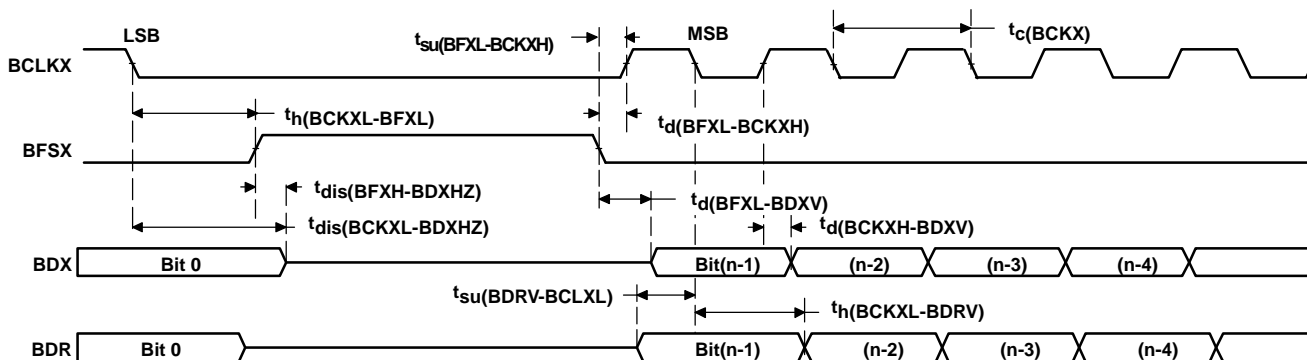 LSB
MSB
tsu(BFXL-BCKXH)
tc(BCKX)
BCLKX
th(BCKXL-BFXL)
td(BFXL-BCKXH)
BFSX
tdis(BFXH-BDXHZ)
td(BFXL-BDXV)
tdis(BCKXL-BDXHZ)
td(BCKXH-BDXV)
BDX
Bit 0
Bit(n-1)
(n-2)
(n-3)
(n-4)
tsu(BDRV-BCLXL)
th(BCKXL-BDRV)
BDR
Bit 0
Bit(n-1)
(n-2)
(n-3)
(n-4)